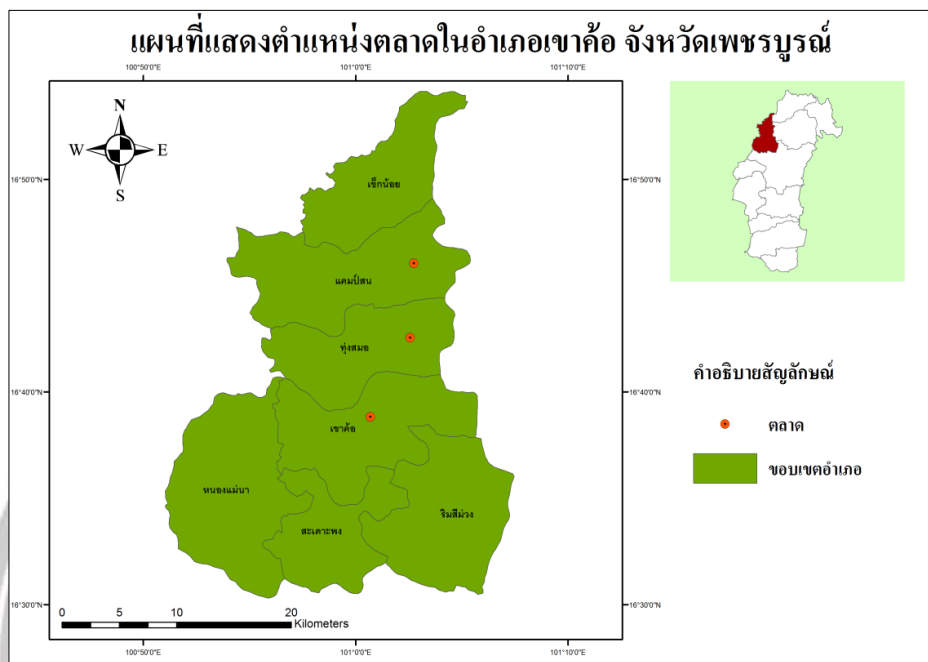 แผนที่แสดงตำแหน่งตลาดในอำเภอเขาค้อ จังหวัดเพชรบูรณ์
100°50'0"E 101°0'0"E 101°10'0"E
N
W E
S
16°50'0"N 16°50'0"N
เข็กน้อย
แคมป์สน
ทุ่งสมอ
คำอธิบายสัญลักษณ์
16°40'0"N 16°40'0"N
ตลาด
เขาค้อ
ขอบเขตอำเภอ
หนองแม่นา
ริมสีม่วง
สะเดาะพง
16°30'0"N 16°30'0"N
0 5 10 20
Kilometers
100°50'0"E 101°0'0"E 101°10'0"E